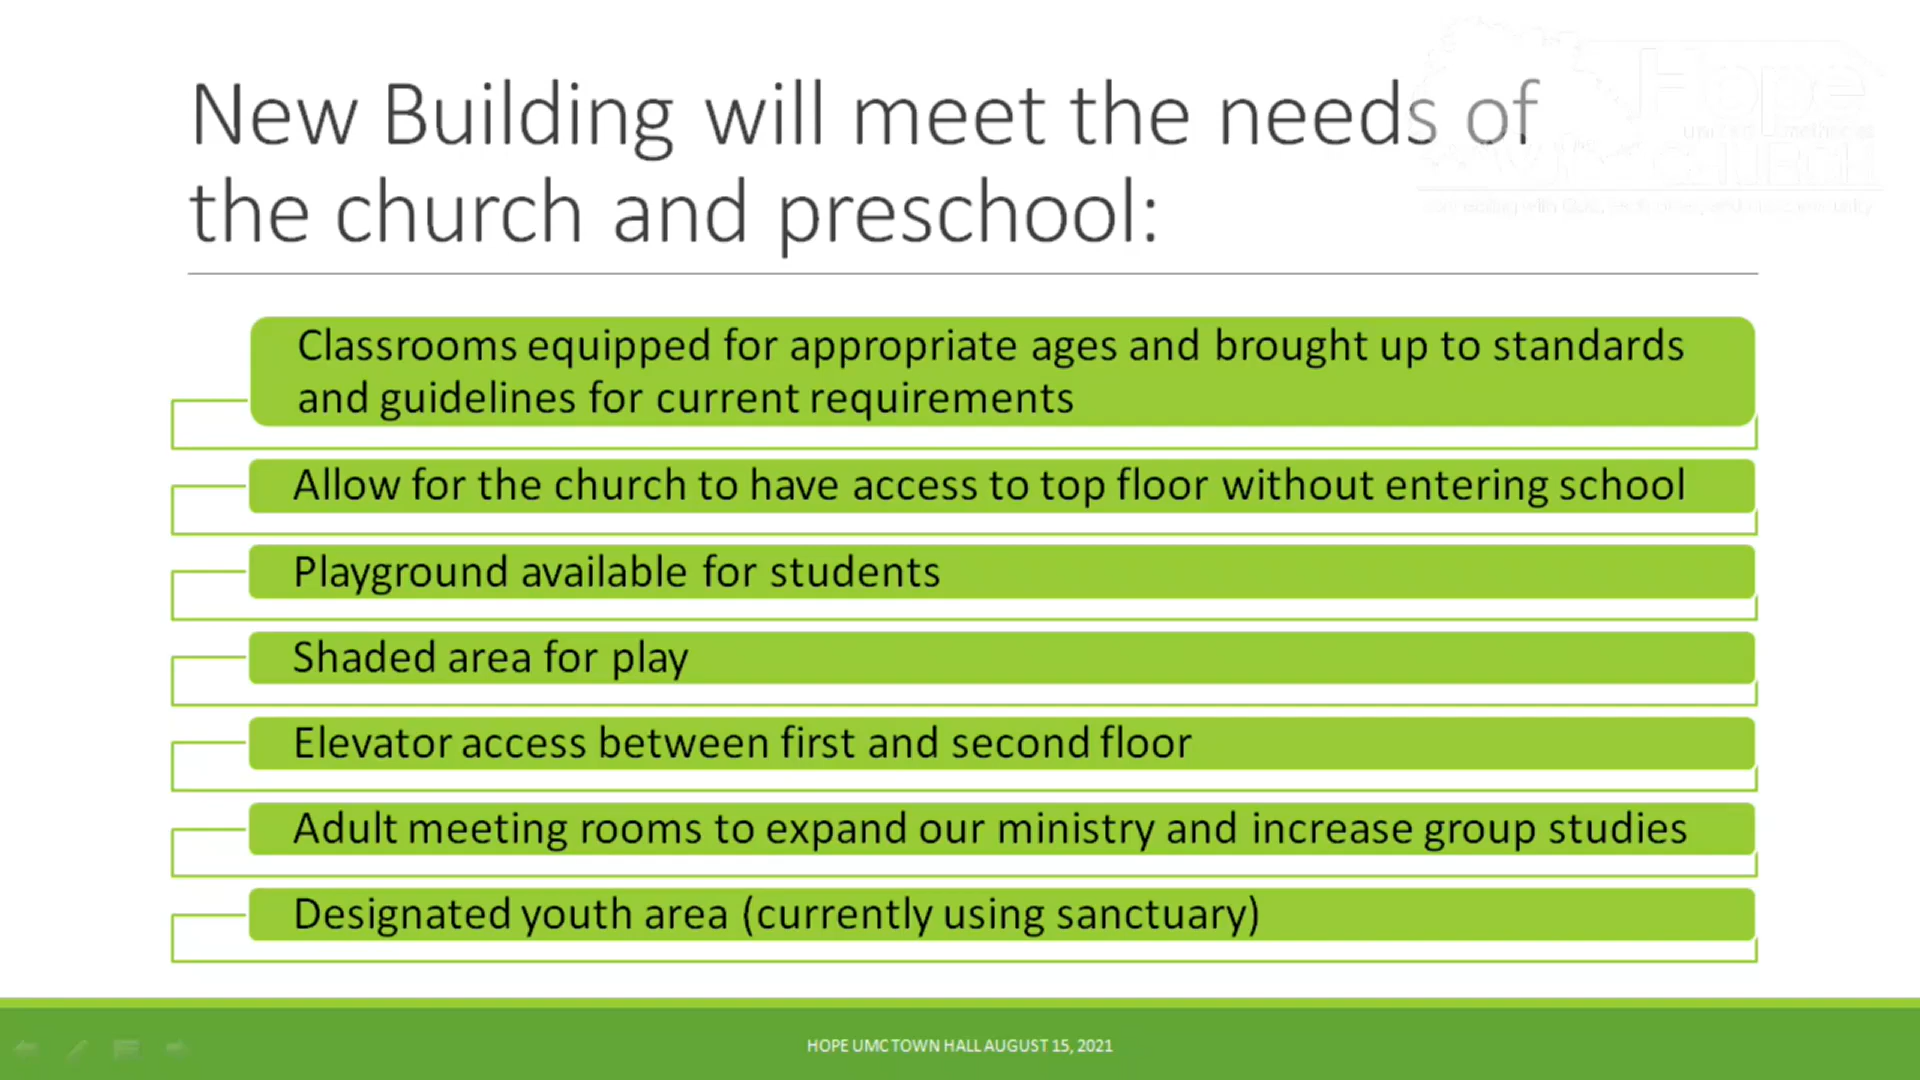 New Building will meet the needs of
the church and preschool:
Hope
CHURCH
Classrooms equipped for appropriate ages and brought up to standards
and guidelines for current requirements
Allow for the church to have access to top floor without entering school
Playground available for students
Shaded area for play
Elevator access between first and second floor
Adult meeting rooms to expand our ministry and increase group studies
Designated youth area (currently using sanctuary)
HOPE UMC TOWN HALL AUGUST 15, 2021